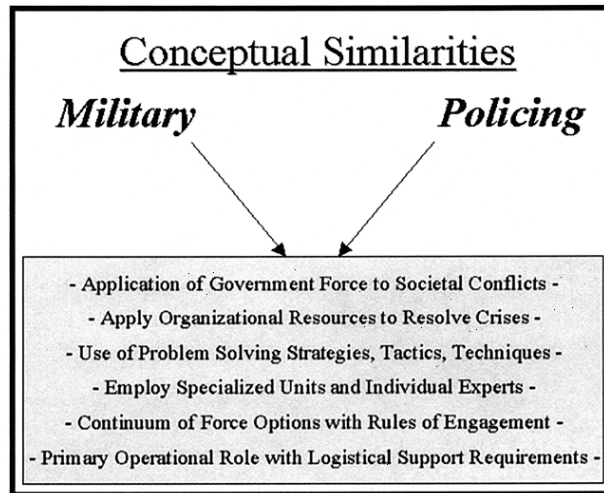 Conceptual Similarities
Military Policing
- Application of Government Force to Societal Conflicts -
- Apply Organizational Resources to Resolve Crises -
- Use of Problem Solving Strategies, Tactics, Techniques -
- Employ Specialized Units and Individual Experts -
- Continuum of Force Options with Rules of Engagement -
- Primary Operational Role with Logistical Support Requirements -